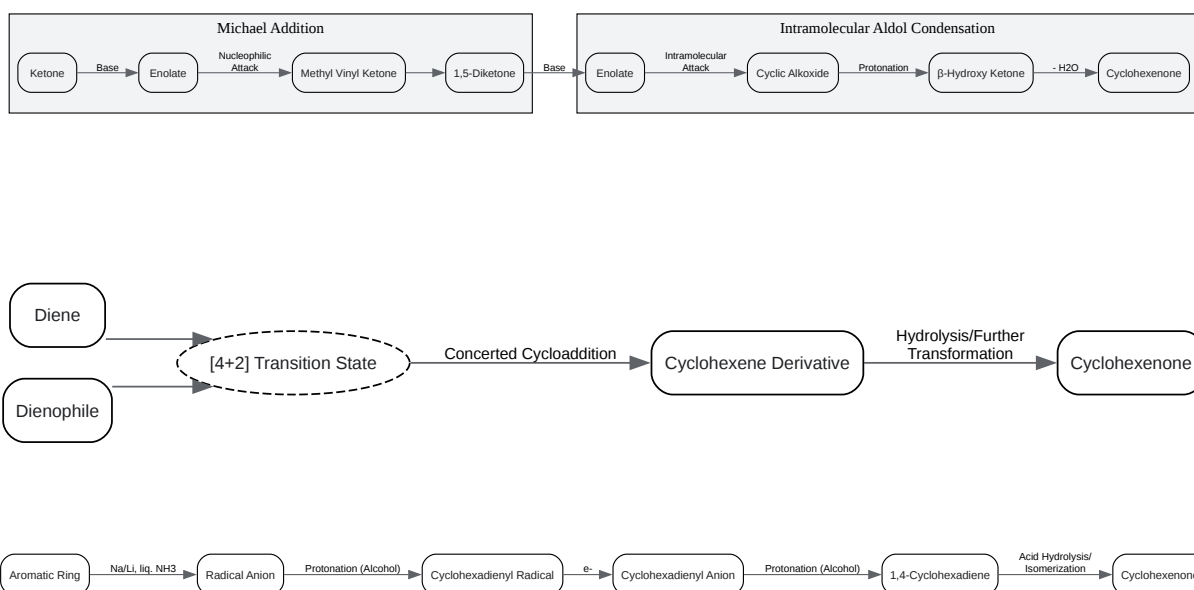 Michael Addition
Intramolecular Aldol Condensation
Ketone
Base
Enolate
Nucleophilic
Attack
Methyl Vinyl Ketone
1,5-Diketone
Base
Enolate
Intramolecular
Attack
Cyclic Alkoxide
Protonation
β-Hydroxy Ketone
- H2O
Cyclohexenone
Diene
Dienophile
[4+2] Transition State
Concerted Cycloaddition
Cyclohexene Derivative
Hydrolysis/Further
Transformation
Cyclohexenone
Aromatic Ring
Na/Li, liq. NH3
Radical Anion
Protonation (Alcohol)
Cyclohexadienyl Radical
e-
Cyclohexadienyl Anion
Protonation (Alcohol)
1,4-Cyclohexadiene
Acid Hydrolysis/
Isomerization
Cyclohexenone